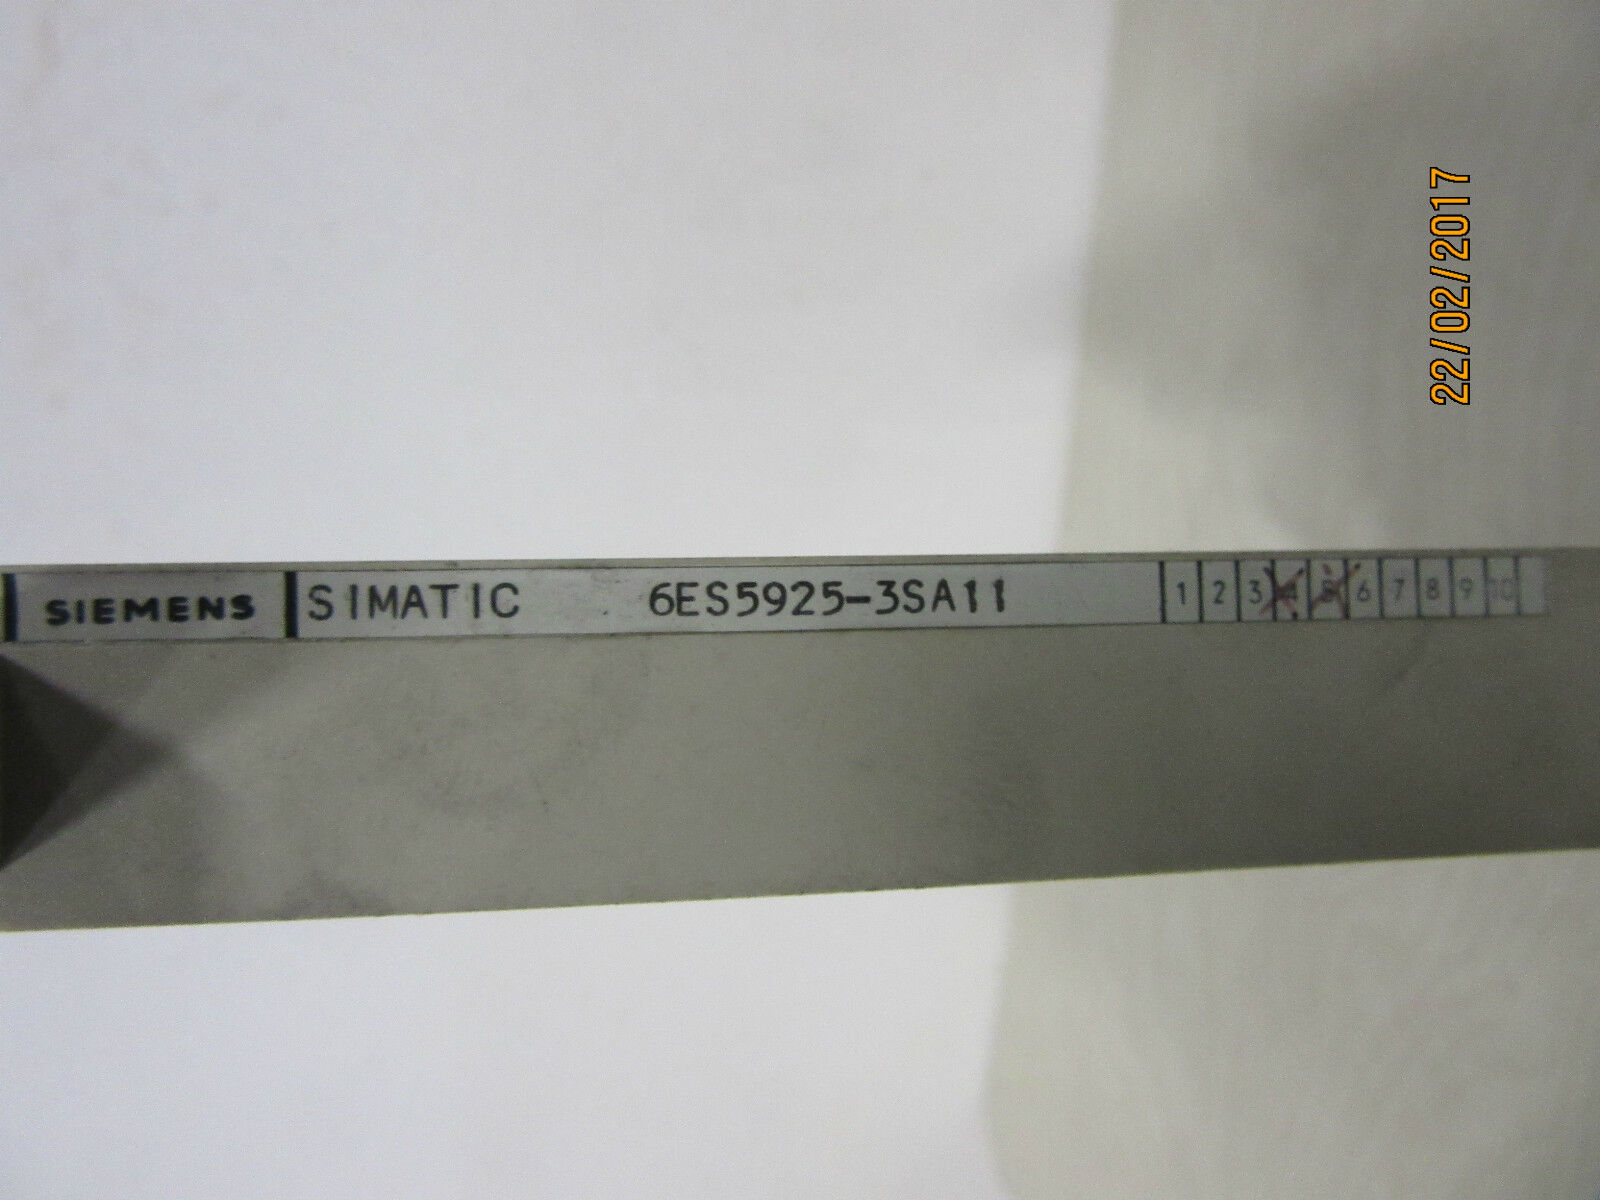 SIEMENS SIMATIC 6ES5925-3SA11 1 2 3 4 5 6 7 8 9 10
22/02/2017